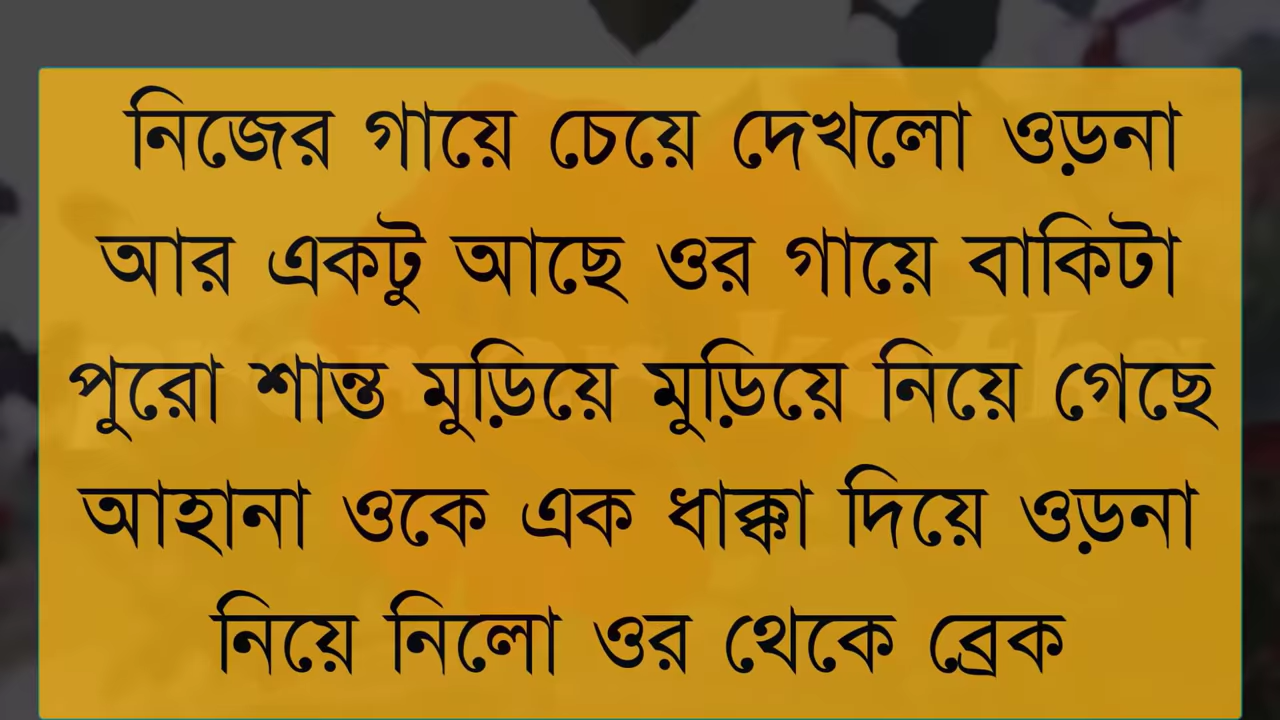 নিজের গায়ে চেয়ে দেখলো ওড়না
আর একটু আছে ওর গায়ে বাকিটা
পুরো শান্ত মুড়িয়ে মুড়িয়ে নিয়ে গেছে
আহানা ওকে এক ধাক্কা দিয়ে ওড়না
নিয়ে নিলো ওর থেকে ব্রেক